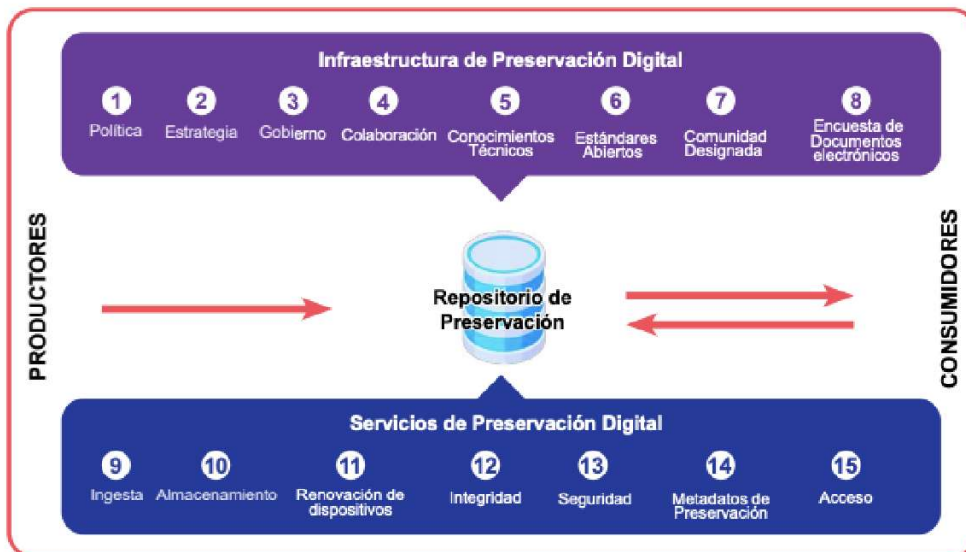 Infraestructura de Preservación Digital
1
2
3
4
5
6
7
8
Política
Estrategia
Gobierno
Colaboración
Conocimientos
Técnicos
Estándares
Abiertos
Comunidad
Designada
Encuesta de
Documentos
electrónicos
PRODUCTORES
Repositorio de
Preservación
CONSUMIDORES
Servicios de Preservación Digital
9
10
11
12
13
14
15
Ingesta
Almacenamiento
Renovación de
dispositivos
Integridad
Seguridad
Metadatos de
Preservación
Acceso